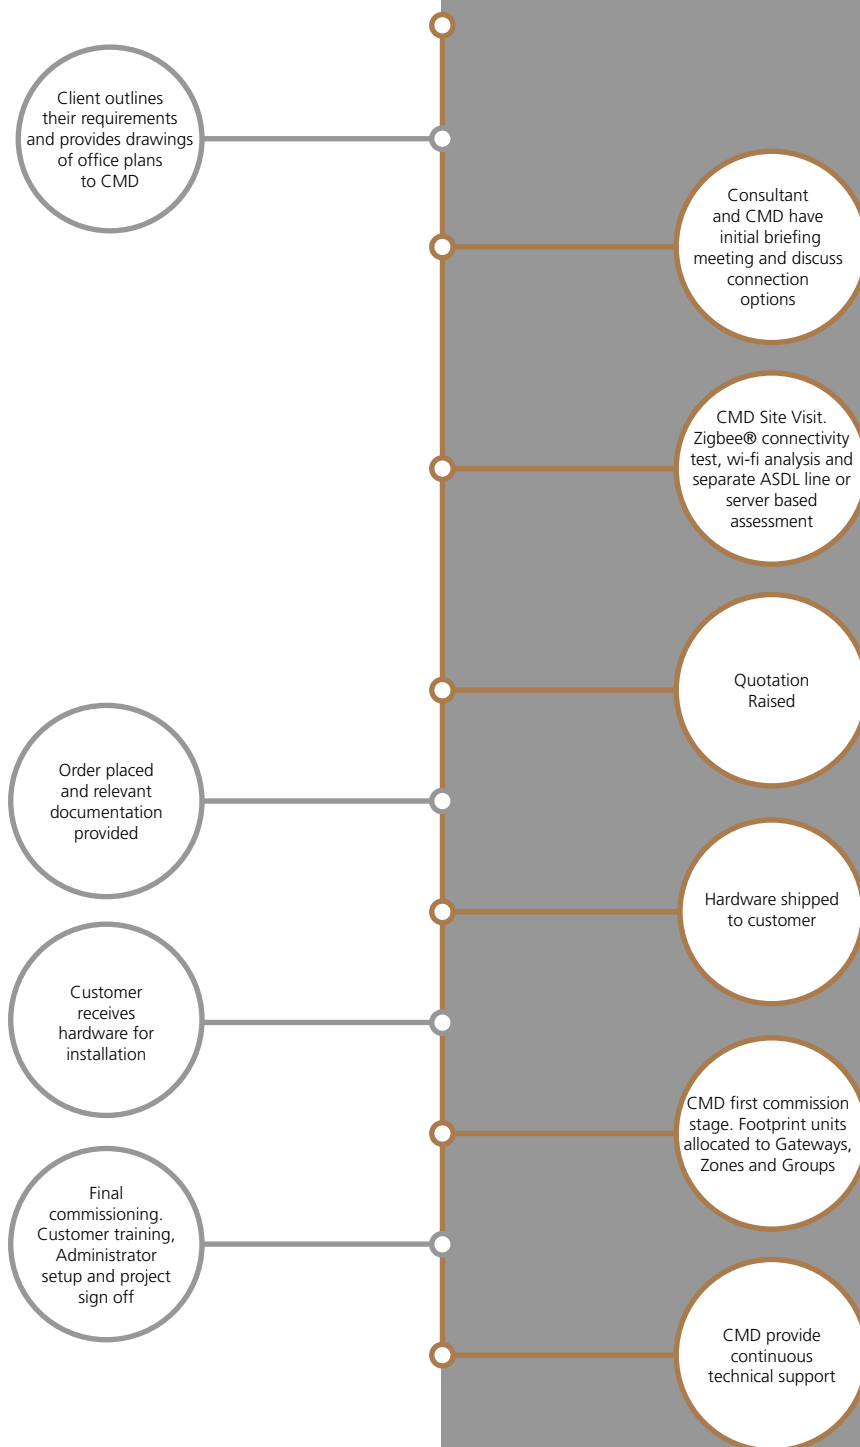 Client outlines
their requirements
and provides drawings
of office plans
to CMD
Consultant
and CMD have
initial briefing
meeting and discuss
connection
options
CMD Site Visit.
Zigbee® connectivity
test, wi-fi analysis and
separate ASDL line or
server based
assessment
Quotation
Raised
Order placed
and relevant
documentation
provided
Hardware shipped
to customer
Customer
receives
hardware for
installation
CMD first commission
stage. Footprint units
allocated to Gateways,
Zones and Groups
Final
commissioning.
Customer training,
Administrator
setup and project
sign off
CMD provide
continuous
technical support